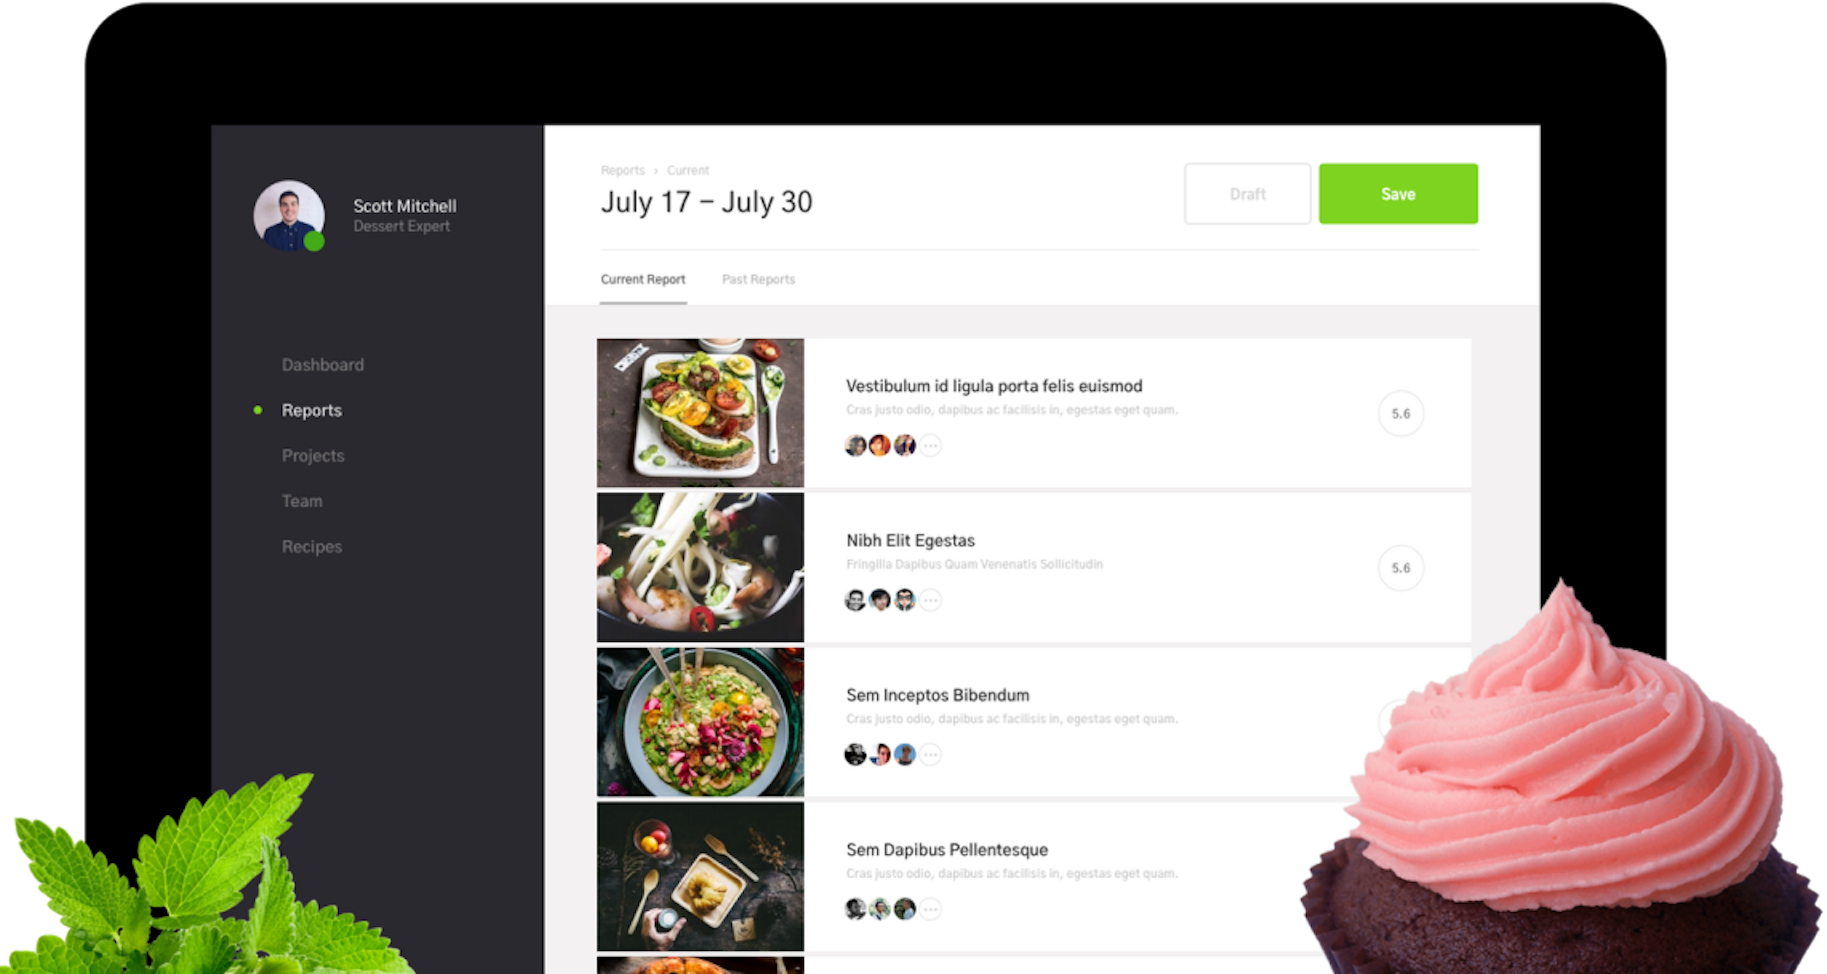 Scott Mitchell
Dessert Expert
Dashboard
Reports
Projects
Team
Recipes
Reports › Current
July 17 – July 30
Draft
Save
Current Report
Past Reports
Vestibulum id ligula porta felis euismod
Cras justo odio, dapibus ac facilisis in, egestas eget quam.
5.6
Nibh Elit Egestas
Fringilla Dapibus Quam Venenatis Sollicitudin
5.6
Sem Inceptos Bibendum
Cras justo odio, dapibus ac facilisis in, egestas eget quam.
Sem Dapibus Pellentesque
Cras justo odio, dapibus ac facilisis in, egestas eget quam.